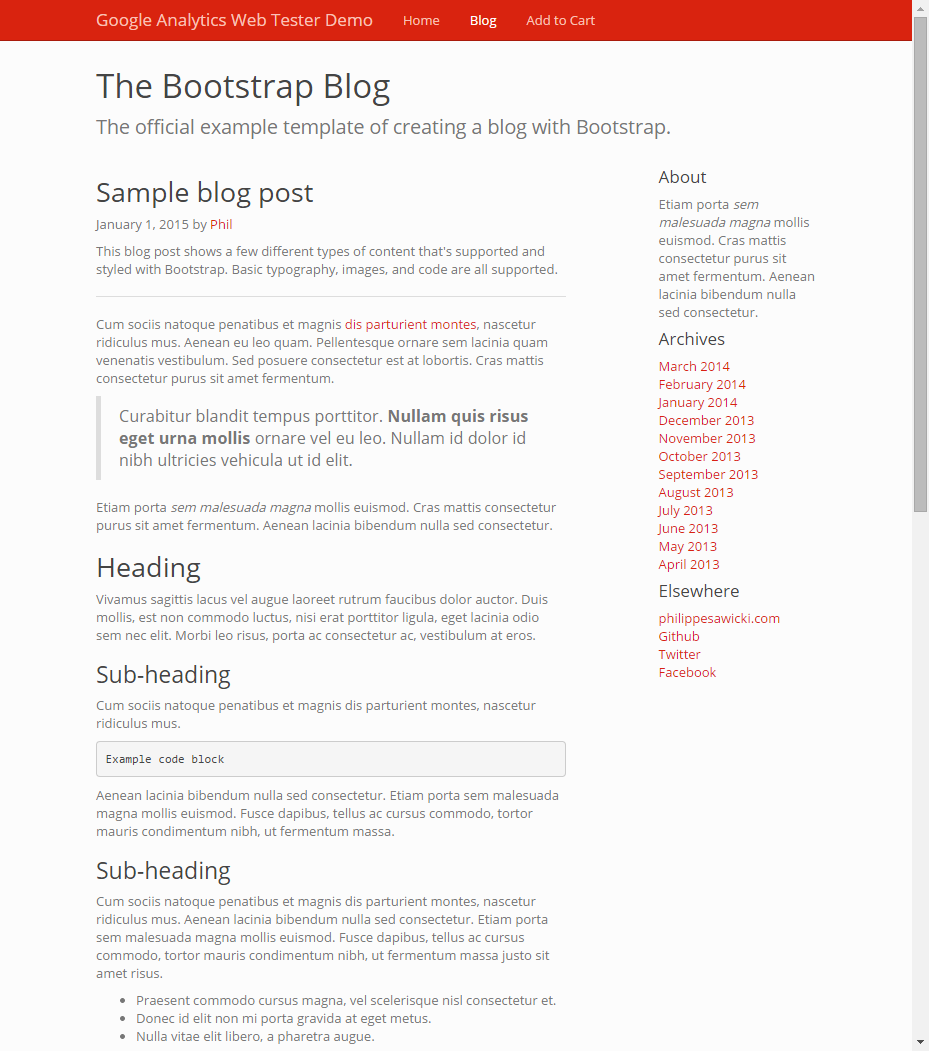 Google Analytics Web Tester Demo Home Blog Add to Cart
The Bootstrap Blog
The official example template of creating a blog with Bootstrap.
Sample blog post
January 1, 2015 by Phil
This blog post shows a few different types of content that's supported and
styled with Bootstrap. Basic typography, images, and code are all supported.
Cum sociis natoque penatibus et magnis dis parturient montes, nascetur
ridiculus mus. Aenean eu leo quam. Pellentesque ornare sem lacinia quam
venenatis vestibulum. Sed posuere consectetur est at lobortis. Cras mattis
consectetur purus sit amet fermentum.
Curabitur blandit tempus porttitor. Nullam quis risus
eget urna mollis ornare vel eu leo. Nullam id dolor id
nibh ultricies vehicula ut id elit.
Etiam porta sem malesuada magna mollis euismod. Cras mattis consectetur
purus sit amet fermentum. Aenean lacinia bibendum nulla sed consectetur.
Heading
Vivamus sagittis lacus vel augue laoreet rutrum faucibus dolor auctor. Duis
mollis, est non commodo luctus, nisi erat porttitor ligula, eget lacinia odio
sem nec elit. Morbi leo risus, porta ac consectetur ac, vestibulum at eros.
Sub-heading
Cum sociis natoque penatibus et magnis dis parturient montes, nascetur
ridiculus mus.
Example code block
Aenean lacinia bibendum nulla sed consectetur. Etiam porta sem malesuada
magna mollis euismod. Fusce dapibus, tellus ac cursus commodo, tortor
mauris condimentum nibh, ut fermentum massa.
Sub-heading
Cum sociis natoque penatibus et magnis dis parturient montes, nascetur
ridiculus mus. Aenean lacinia bibendum nulla sed consectetur. Etiam porta
sem malesuada magna mollis euismod. Fusce dapibus, tellus ac cursus
commodo, tortor mauris condimentum nibh, ut fermentum massa justo sit
amet risus.
• Praesent commodo cursus magna, vel scelerisque nisl consectetur et.
• Donec id elit non mi porta gravida at eget metus.
• Nulla vitae elit libero, a pharetra augue.
About
Etiam porta sem
malesuada magna mollis
euismod. Cras mattis
consectetur purus sit
amet fermentum. Aenean
lacinia bibendum nulla
sed consectetur.
Archives
March 2014
February 2014
January 2014
December 2013
November 2013
October 2013
September 2013
August 2013
July 2013
June 2013
May 2013
April 2013
Elsewhere
philippesawicki.com
Github
Twitter
Facebook